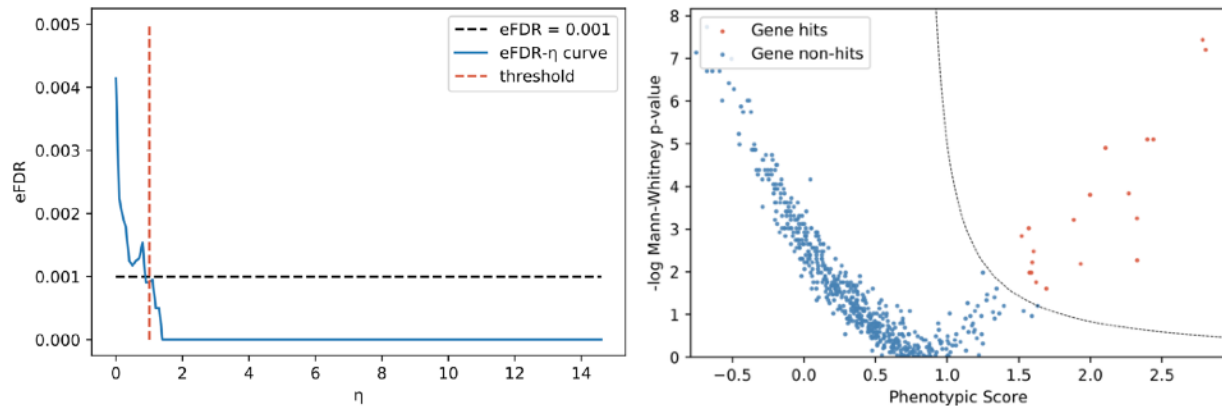 0.005
0.004
0.003
0.002
0.001
0.000
eFDR
0 2 4 6 8 10 12 14
η
eFDR = 0.001
eFDR-η curve
threshold
8
7
6
5
4
3
2
1
0
-log Mann-Whitney p-value
−0.5 0.0 0.5 1.0 1.5 2.0 2.5
Phenotypic Score
Gene hits
Gene non-hits